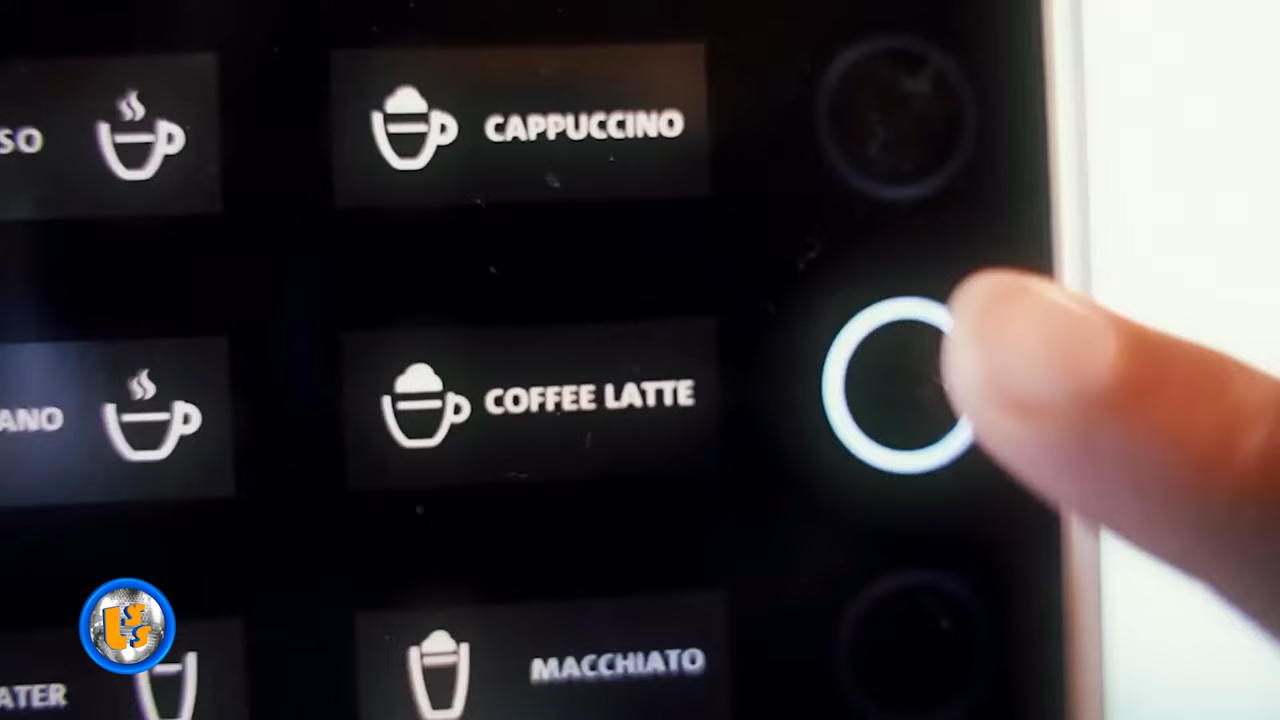 SO
CAPPUCCINO
ANO
COFFEE LATTE
ATER
MACCHIATO